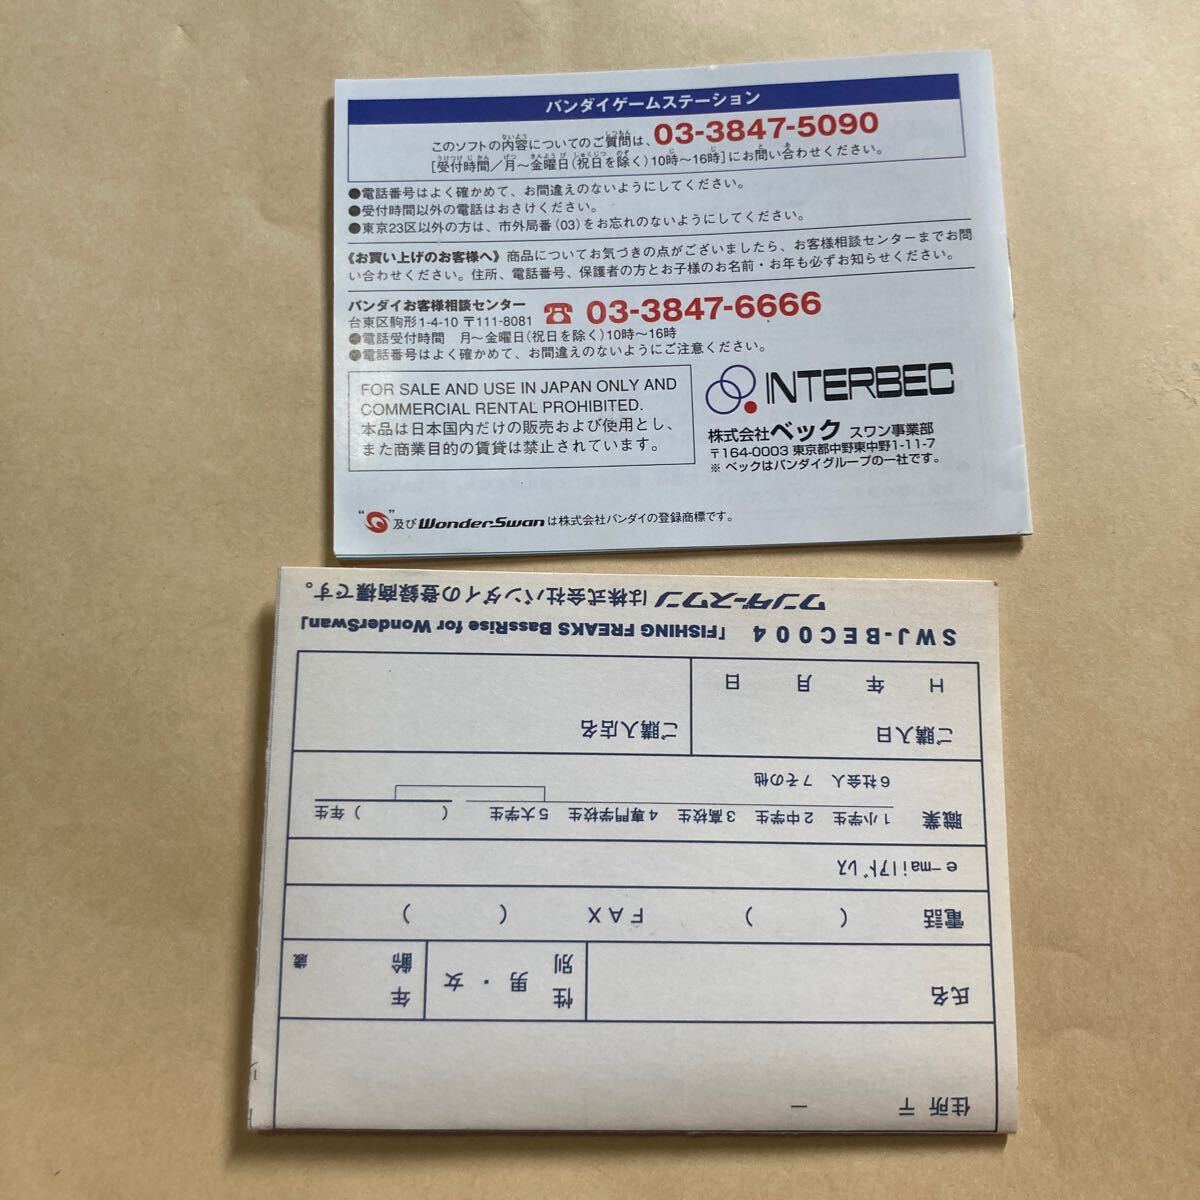 バンダイゲームステーション
このソフトの内容についてのご質問は、03-3847-5090
[受付時間/月〜金曜日(祝日を除く)10時〜16時]にお問い合わせください。
●電話番号はよく確かめて、お間違えのないようにしてください。
●受付時間以外の電話はおさけください。
●東京23区以外の方は、市外局番(03)をお忘れのないようにしてください。
《お買い上げのお客様へ》商品についてお気づきの点がございましたら、お客様相談センターまでお問
い合わせください。住所、電話番号、保護者の方とお子様のお名前・お年も必ずお知らせください。
バンダイお客様相談センター ☎ 03-3847-6666
台東区駒形1-4-10 〒111-8081
●電話受付時間 月〜金曜日(祝日を除く)10時〜16時
●電話番号はよく確かめて、お間違えのないようにご注意ください。
FOR SALE AND USE IN JAPAN ONLY AND
COMMERCIAL RENTAL PROHIBITED.
本品は日本国内だけの販売および使用とし、
また商業目的の賃貸は禁止されています。
INTERBEC
株式会社ベック スワン事業部
〒164-0003 東京都中野東中野1-11-7
※ ベックはバンダイグループの一社です。
“ ”及びWonderSwanは株式会社バンダイの登録商標です。
住所 〒 ー
氏名
性別 男・女
年齢 歳
電話 ( ) FAX ( )
e-mailｱﾄﾞﾚｽ
職業 1小学生 2中学生 3高校生 4専門学校生 5大学生 ( )年生
6社会人 7その他
ご購入日
H 年 月 日
ご購入店名
SWJ-BEC004 「FISHING FREAKS BassRise for WonderSwan」
ワンダースワンは株式会社バンダイの登録商標です。